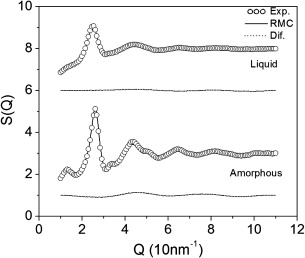 Exp.
RMC
Dif.
8
6
4
2
0
S(Q)
Liquid
Amorphous
0 2 4 6 8 10 12
Q (10nm⁻¹)